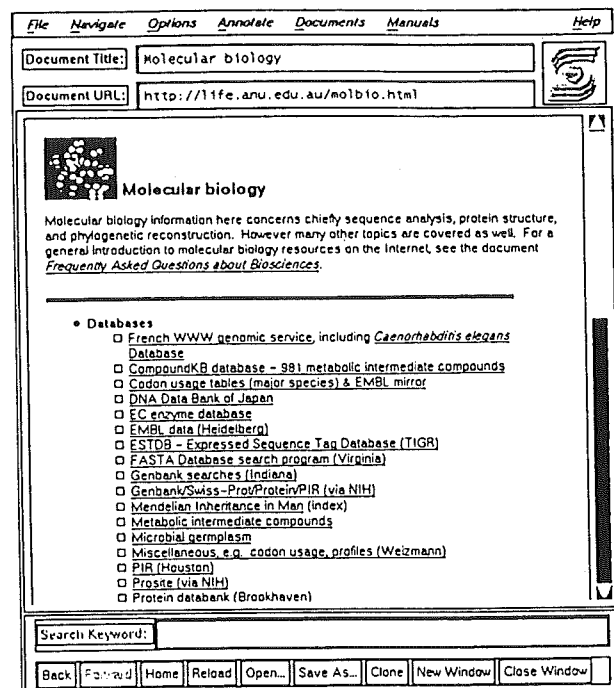 File Navigate Options Annotate Documents Manuals Help
Document Title: Molecular biology
Document URL: http://life.anu.edu.au/molbio.html
Molecular biology
Molecular biology information here concerns chiefly sequence analysis, protein structure,
and phylogenetic reconstruction. However many other topics are covered as well. For a
general introduction to molecular biology resources on the Internet, see the document
Frequently Asked Questions about Biosciences.
• Databases
□ French WWW genomic service, including Caenorhabditis elegans
Database
□ CompoundKB database - 981 metabolic intermediate compounds
□ Codon usage tables (major species) & EMBL mirror
□ DNA Data Bank of Japan
□ EC enzyme database
□ EMBL data (Heidelberg)
□ ESTDB - Expressed Sequence Tag Database (TIGR)
□ FASTA Database search program (Virginia)
□ Genbank searches (Indiana)
□ Genbank/Swiss-Prot/Protein/PIR (via NIH)
□ Mendelian Inheritance in Man (index)
□ Metabolic intermediate compounds
□ Microbial germplasm
□ Miscellaneous, e.g. codon usage, profiles (Weizmann)
□ PIR (Houston)
□ Prosite (via NIH)
□ Protein databank (Brookhaven)
Search Keyword:
Back Forward Home Reload Open... Save As... Clone New Window Close Window